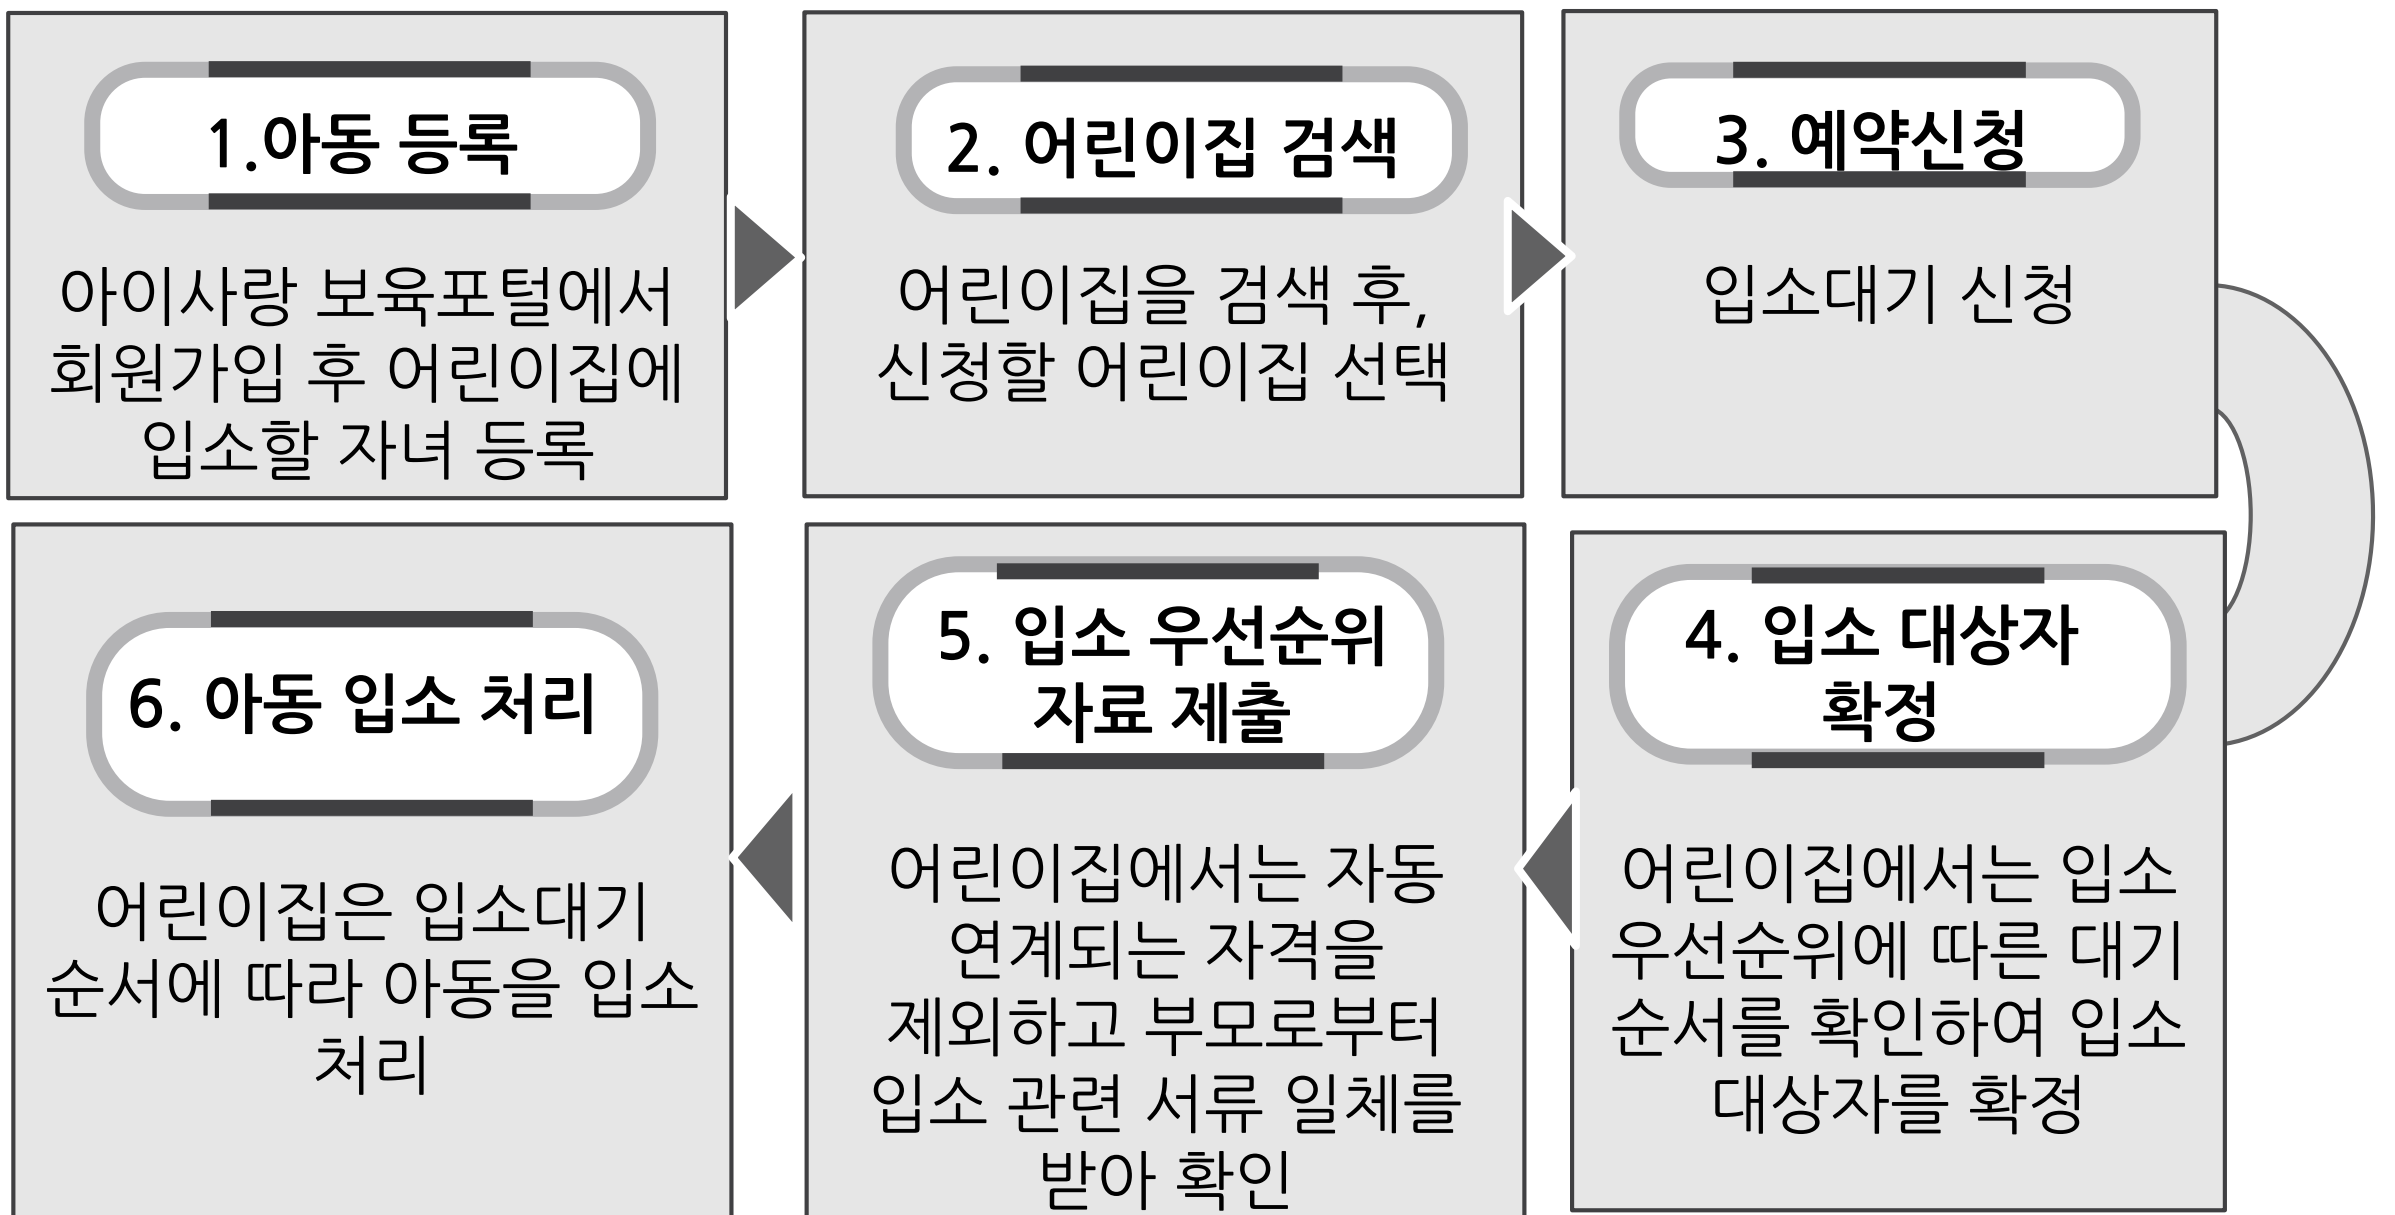 1.아동 등록
아이사랑 보육포털에서
회원가입 후 어린이집에
입소할 자녀 등록
2. 어린이집 검색
어린이집을 검색 후,
신청할 어린이집 선택
3. 예약신청
입소대기 신청
4. 입소 대상자
확정
어린이집에서는 입소
우선순위에 따른 대기
순서를 확인하여 입소
대상자를 확정
5. 입소 우선순위
자료 제출
어린이집에서는 자동
연계되는 자격을
제외하고 부모로부터
입소 관련 서류 일체를
받아 확인
6. 아동 입소 처리
어린이집은 입소대기
순서에 따라 아동을 입소
처리